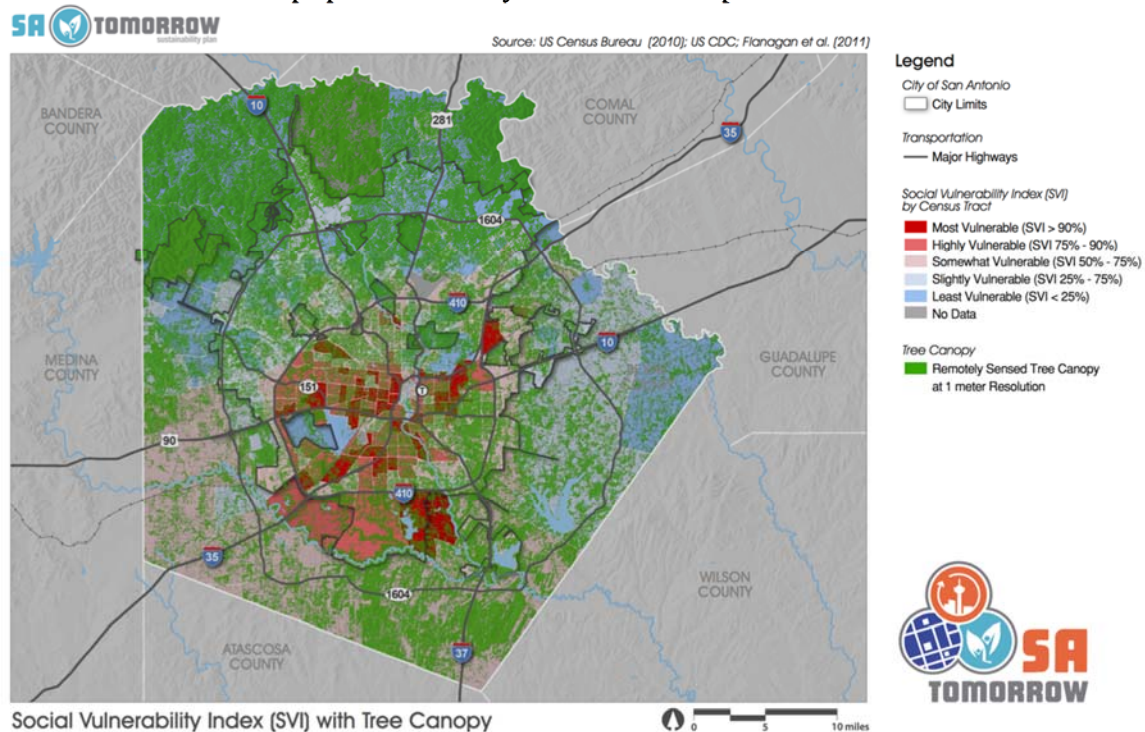 SA TOMORROW
sustainability plan
Source: US Census Bureau (2010); US CDC; Flanagan et al. (2011)
BANDERA
COUNTY
10
281
COMAL
COUNTY
35
1604
410
10
MEDINA
COUNTY
151
GUADALUPE
COUNTY
90
410
35
WILSON
COUNTY
1604
ATASCOSA
COUNTY
37
Social Vulnerability Index (SVI) with Tree Canopy
0 5 10 miles
Legend
City of San Antonio
City Limits
Transportation
Major Highways
Social Vulnerability Index (SVI)
by Census Tract
Most Vulnerable (SVI > 90%)
Highly Vulnerable (SVI 75% - 90%)
Somewhat Vulnerable (SVI 50% - 75%)
Slightly Vulnerable (SVI 25% - 75%)
Least Vulnerable (SVI < 25%)
No Data
Tree Canopy
Remotely Sensed Tree Canopy
at 1 meter Resolution
SA
TOMORROW